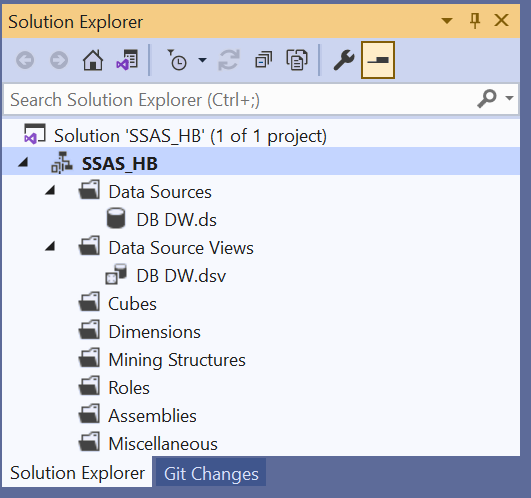 Solution Explorer
Search Solution Explorer (Ctrl+;)
Solution 'SSAS_HB' (1 of 1 project)
SSAS_HB
Data Sources
DB DW.ds
Data Source Views
DB DW.dsv
Cubes
Dimensions
Mining Structures
Roles
Assemblies
Miscellaneous
Solution Explorer Git Changes